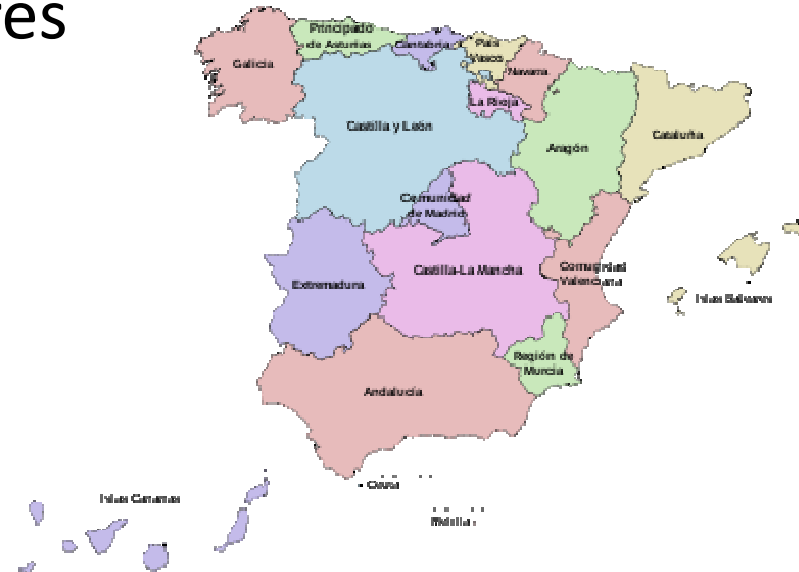 res
Principado
de Asturias
Cantabria
País
Vasco
Galicia
Navarra
La Rioja
Castilla y León
Cataluña
Aragón
Comunidad
de Madrid
Castilla-La Mancha
Comunidad
Valenciana
Extremadura
Islas Baleares
Región de
Murcia
Andalucía
Ceuta
Islas Canarias
Melilla